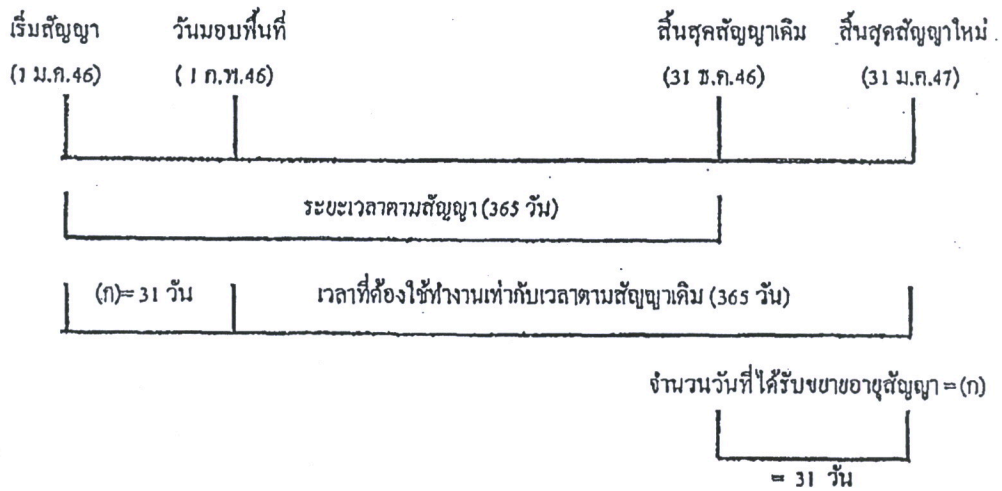 เริ่มสัญญา วันมอบพื้นที่ สิ้นสุดสัญญาเดิม สิ้นสุดสัญญาใหม่
(1 ม.ค.46) (1 ก.พ.46) (31 ธ.ค.46) (31 ม.ค.47)
ระยะเวลาตามสัญญา (365 วัน)
(ก)= 31 วัน เวลาที่ต้องใช้ทำงานเท่ากับเวลาตามสัญญาเดิม (365 วัน)
จำนวนวันที่ได้รับขยายอายุสัญญา = (ก)
= 31 วัน